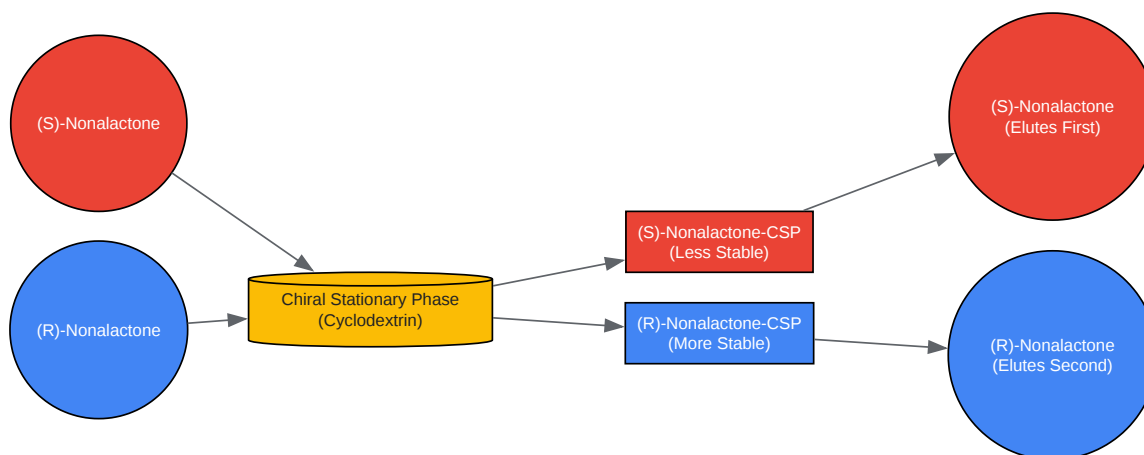 (S)-Nonalactone
(R)-Nonalactone
Chiral Stationary Phase
(Cyclodextrin)
(S)-Nonalactone-CSP
(Less Stable)
(R)-Nonalactone-CSP
(More Stable)
(S)-Nonalactone
(Elutes First)
(R)-Nonalactone
(Elutes Second)